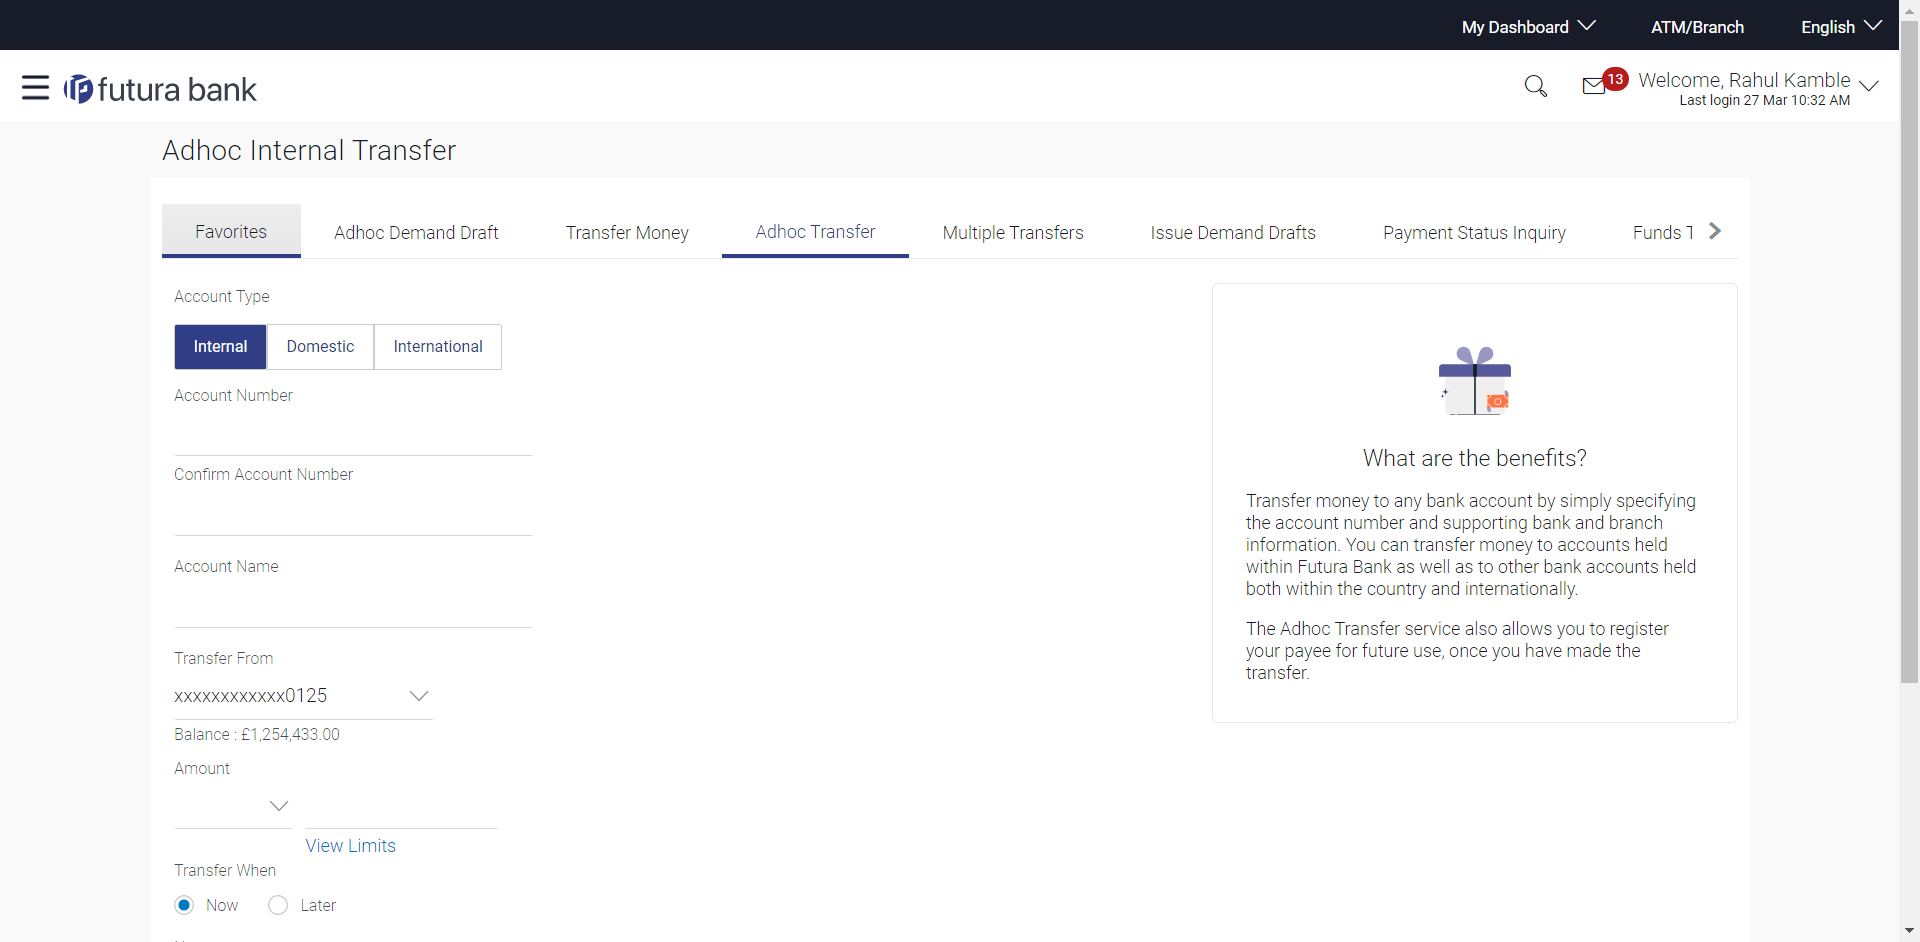 My Dashboard ATM/Branch English
futura bank 13 Welcome, Rahul Kamble
Last login 27 Mar 10:32 AM
Adhoc Internal Transfer
Favorites Adhoc Demand Draft Transfer Money Adhoc Transfer Multiple Transfers Issue Demand Drafts Payment Status Inquiry Funds
Account Type
Internal Domestic International
Account Number
Confirm Account Number
Account Name
Transfer From
xxxxxxxxxxxx0125
Balance : £1,254,433.00
Amount
View Limits
Transfer When
Now Later
What are the benefits?
Transfer money to any bank account by simply specifying
the account number and supporting bank and branch
information. You can transfer money to accounts held
within Futura Bank as well as to other bank accounts held
both within the country and internationally.
The Adhoc Transfer service also allows you to register
your payee for future use, once you have made the
transfer.